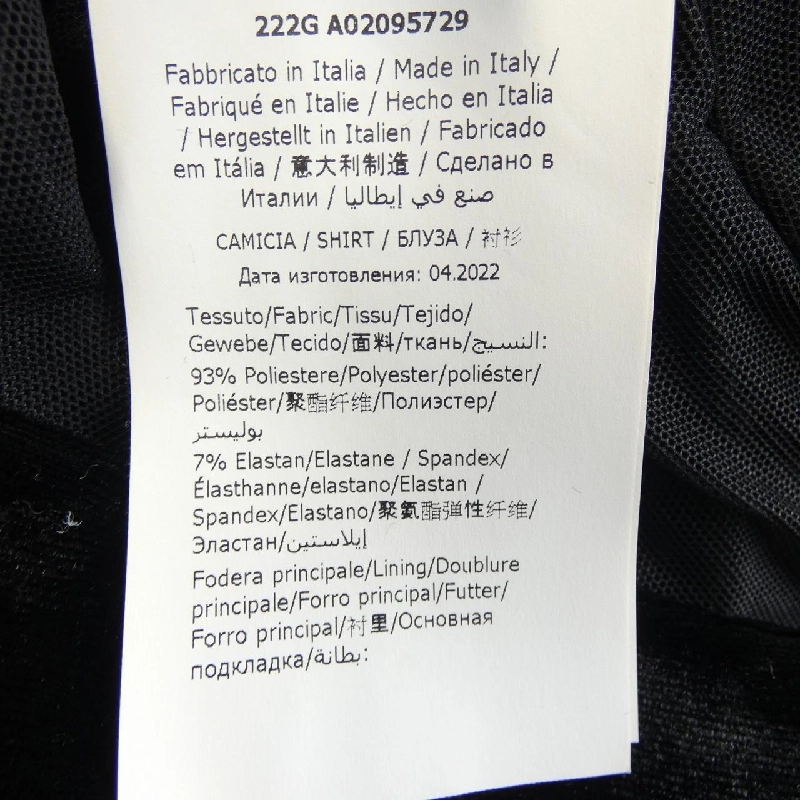 222G A02095729
Fabbricato in Italia / Made in Italy /
Fabriqué en Italie / Hecho en Italia
/ Hergestellt in Italien / Fabricado
em Itália / 意大利制造 / Сделано в
Италии / صنع في إيطاليا
CAMICIA / SHIRT / БЛУЗА / 衬衫
Дата изготовления: 04.2022
Tessuto/Fabric/Tissu/Tejido/
Gewebe/Tecido/面料/ткань/النسيج:
93% Poliestere/Polyester/poliéster/
Poliéster/聚酯纤维/Полиэстер/
بوليستر
7% Elastan/Elastane / Spandex/
Élasthanne/elastano/Elastan /
Spandex/Elastano/聚氨酯弹性纤维/
Эластан/إيلاستين
Fodera principale/Lining/Doublure
principale/Forro principal/Futter/
Forro principal/衬里/Основная
подкладка/بطانة: